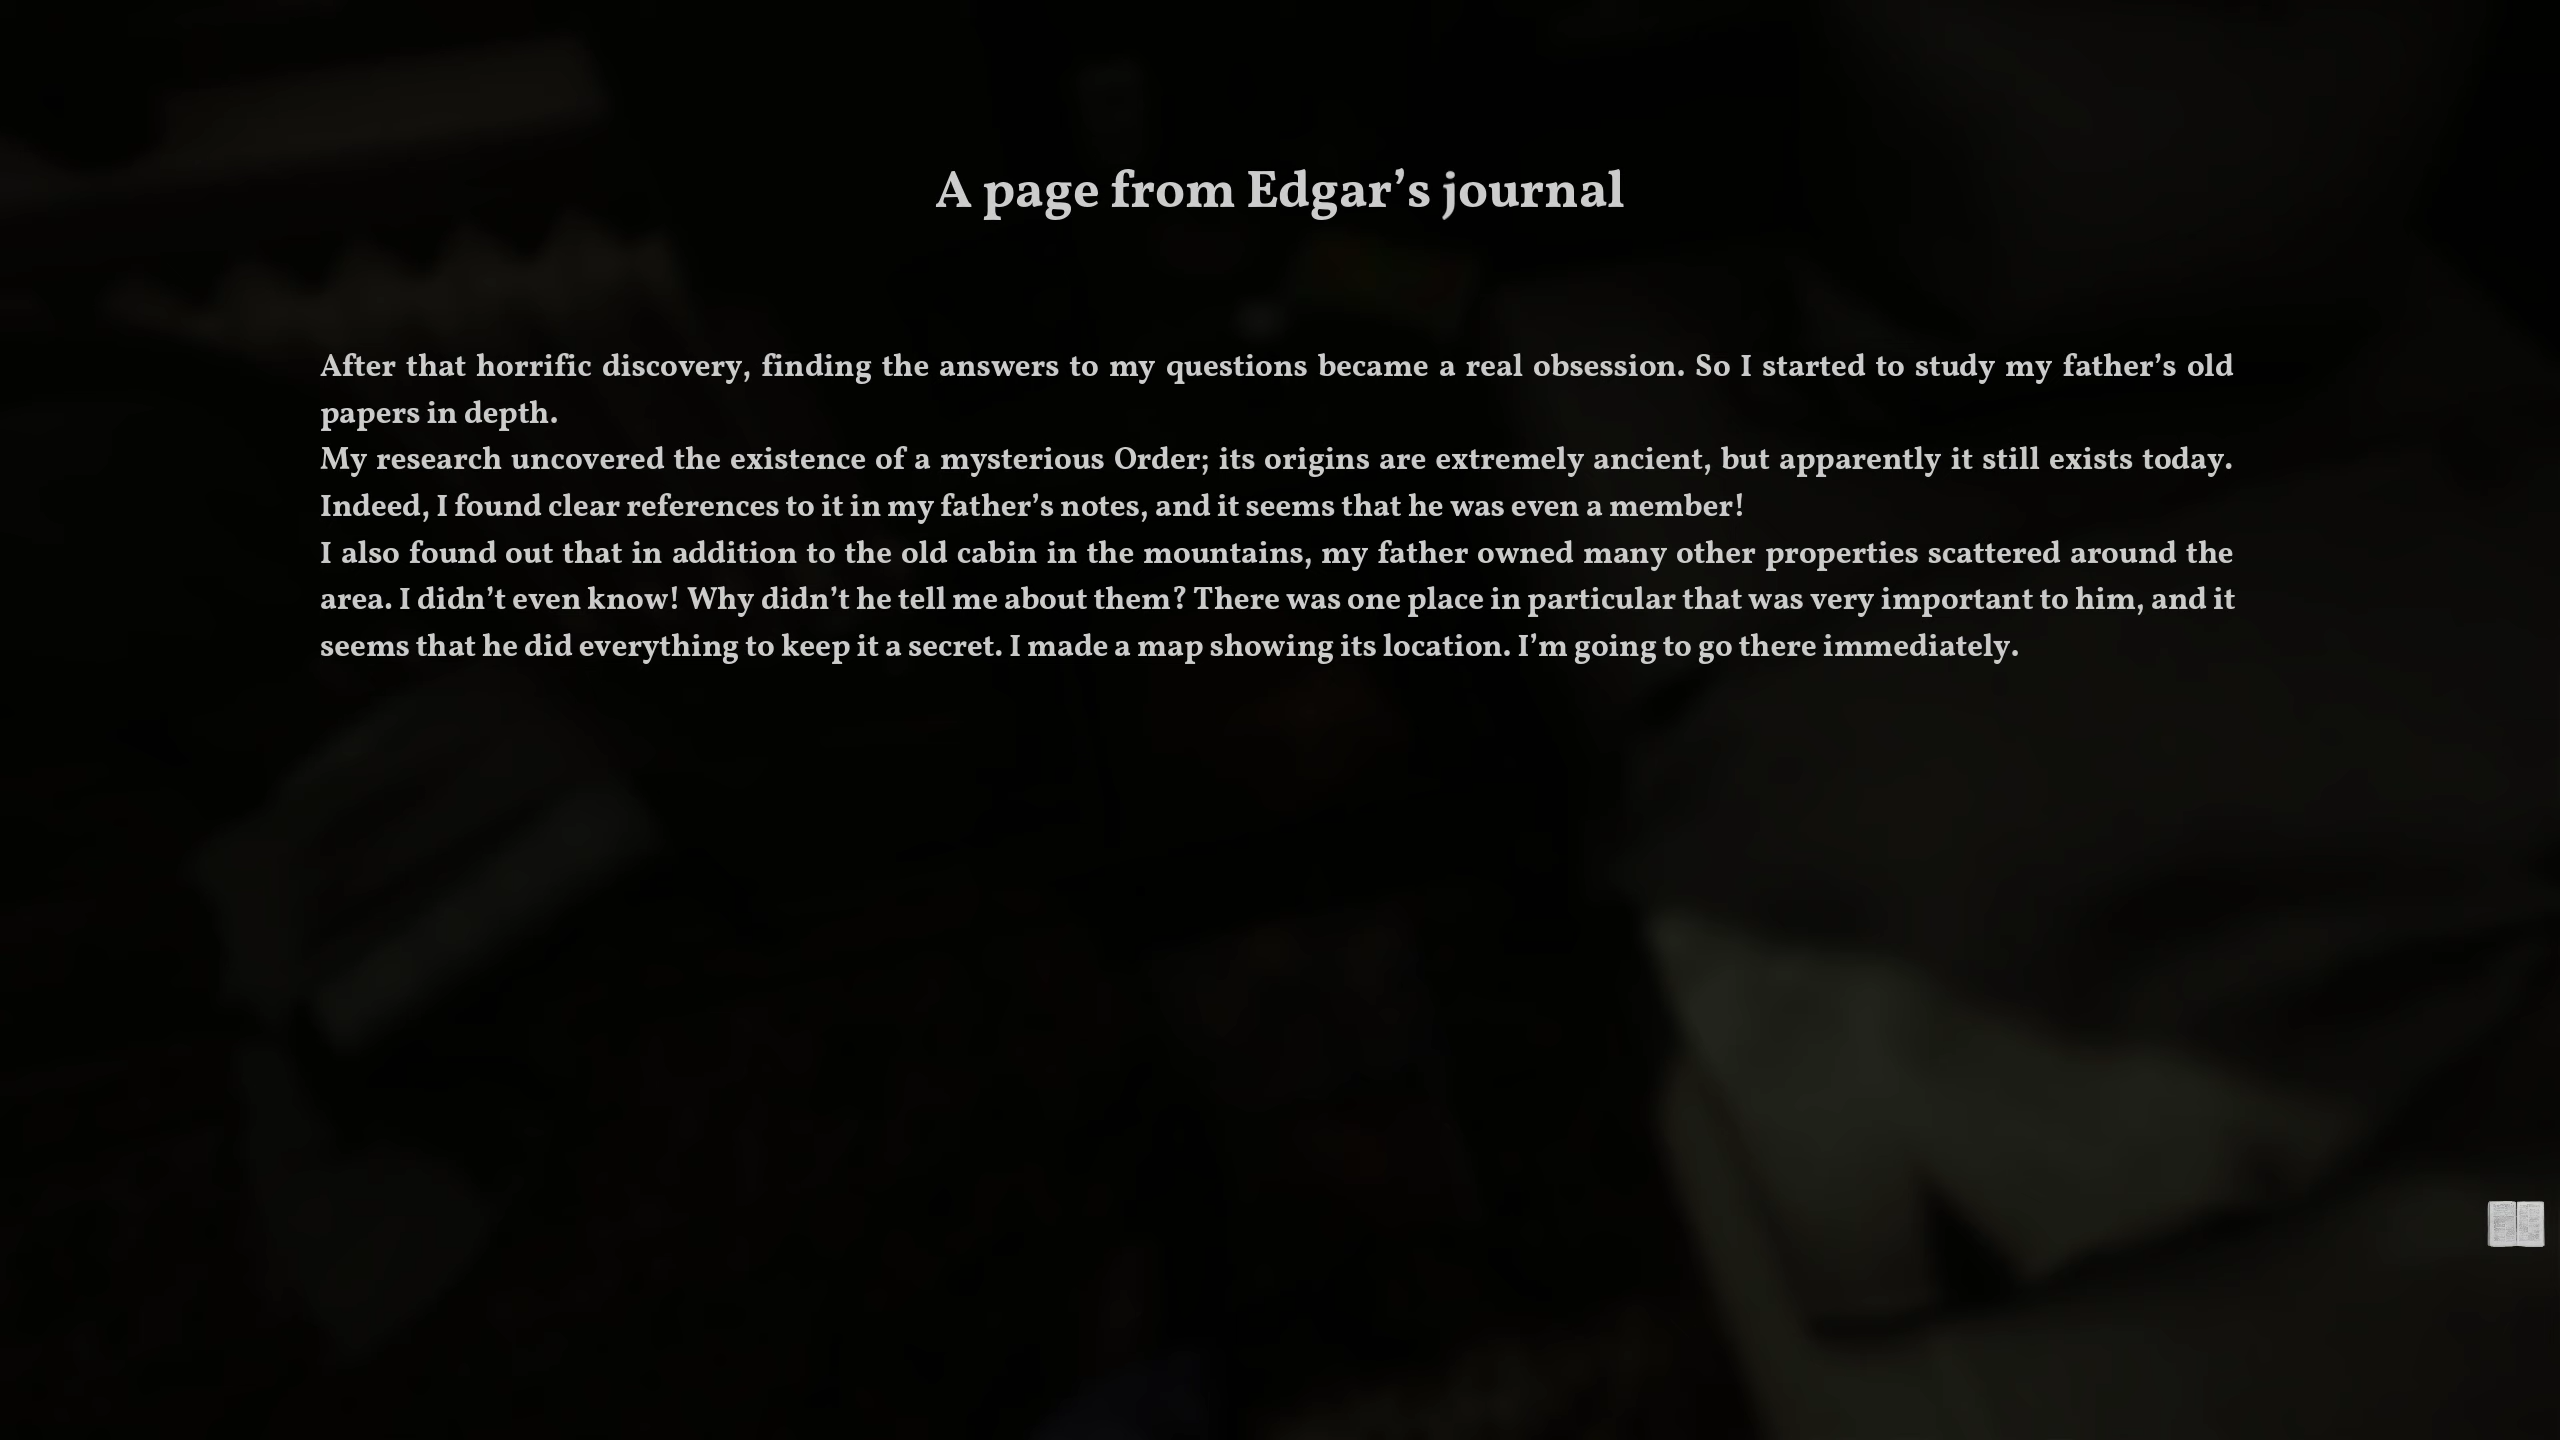 A page from Edgar’s journal
After that horrific discovery, finding the answers to my questions became a real obsession. So I started to study my father’s old
papers in depth.
My research uncovered the existence of a mysterious Order; its origins are extremely ancient, but apparently it still exists today.
Indeed, I found clear references to it in my father’s notes, and it seems that he was even a member!
I also found out that in addition to the old cabin in the mountains, my father owned many other properties scattered around the
area. I didn’t even know! Why didn’t he tell me about them? There was one place in particular that was very important to him, and it
seems that he did everything to keep it a secret. I made a map showing its location. I’m going to go there immediately.